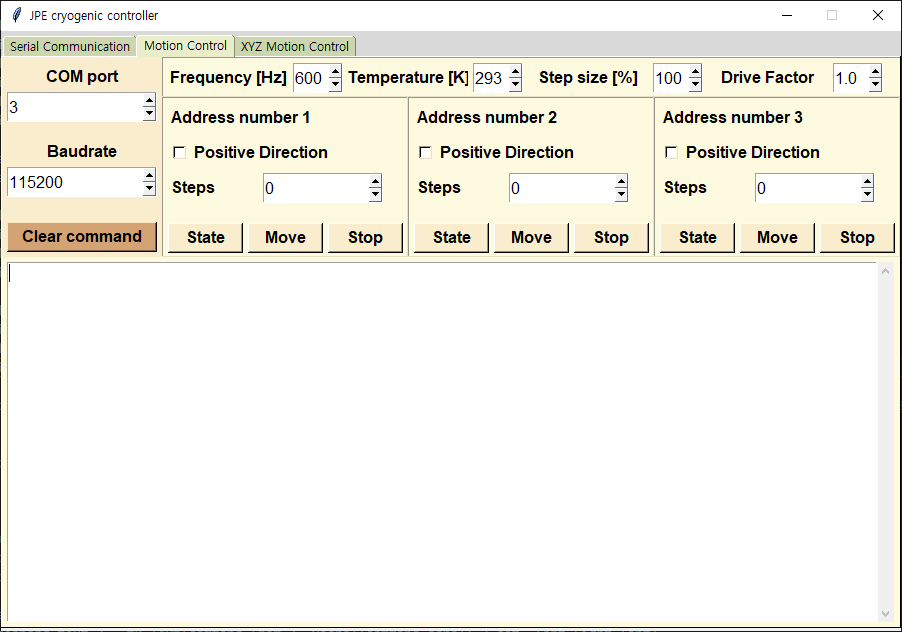 JPE cryogenic controller
Serial Communication Motion Control XYZ Motion Control
COM port
3
Baudrate
115200
Clear command
Frequency [Hz] 600 Temperature [K] 293 Step size [%] 100 Drive Factor 1.0
Address number 1
Positive Direction
Steps 0
State Move Stop
Address number 2
Positive Direction
Steps 0
State Move Stop
Address number 3
Positive Direction
Steps 0
State Move Stop